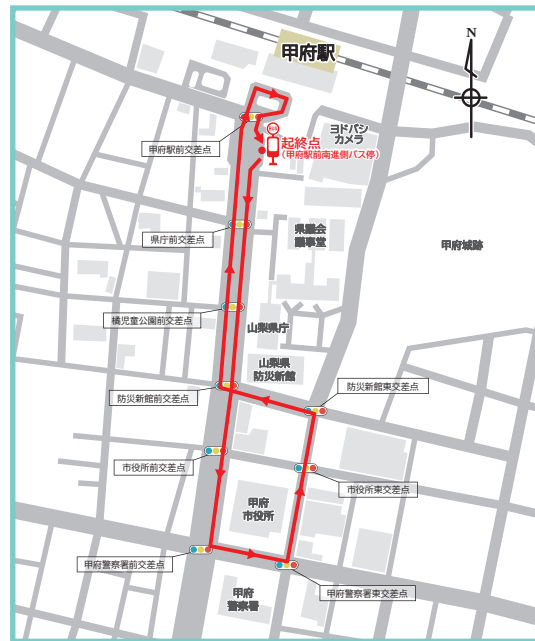 甲府駅
N
BUS
起終点
(甲府駅前南進側バス停)
ヨドバシ
カメラ
甲府駅前交差点
県庁前交差点
県議会
議事堂
甲府城跡
橘児童公園前交差点
山梨県庁
山梨県
防災新館
防災新館前交差点
防災新館東交差点
市役所前交差点
市役所東交差点
甲府
市役所
甲府警察署前交差点
甲府警察署東交差点
甲府
警察署